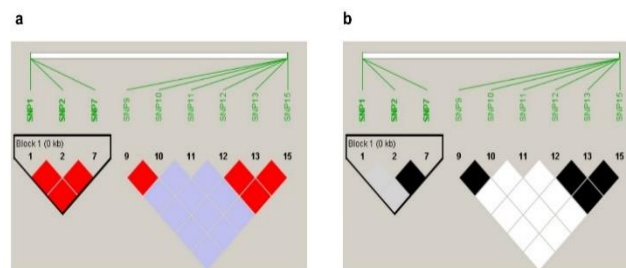 a
SNP1 SNP2 SNP7 SNP9 SNP10 SNP11 SNP12 SNP13 SNP15
Block 1 (0 kb)
1 2 7 9 10 11 12 13 15
b
SNP1 SNP2 SNP7 SNP9 SNP10 SNP11 SNP12 SNP13 SNP15
Block 1 (0 kb)
1 2 7 9 10 11 12 13 15